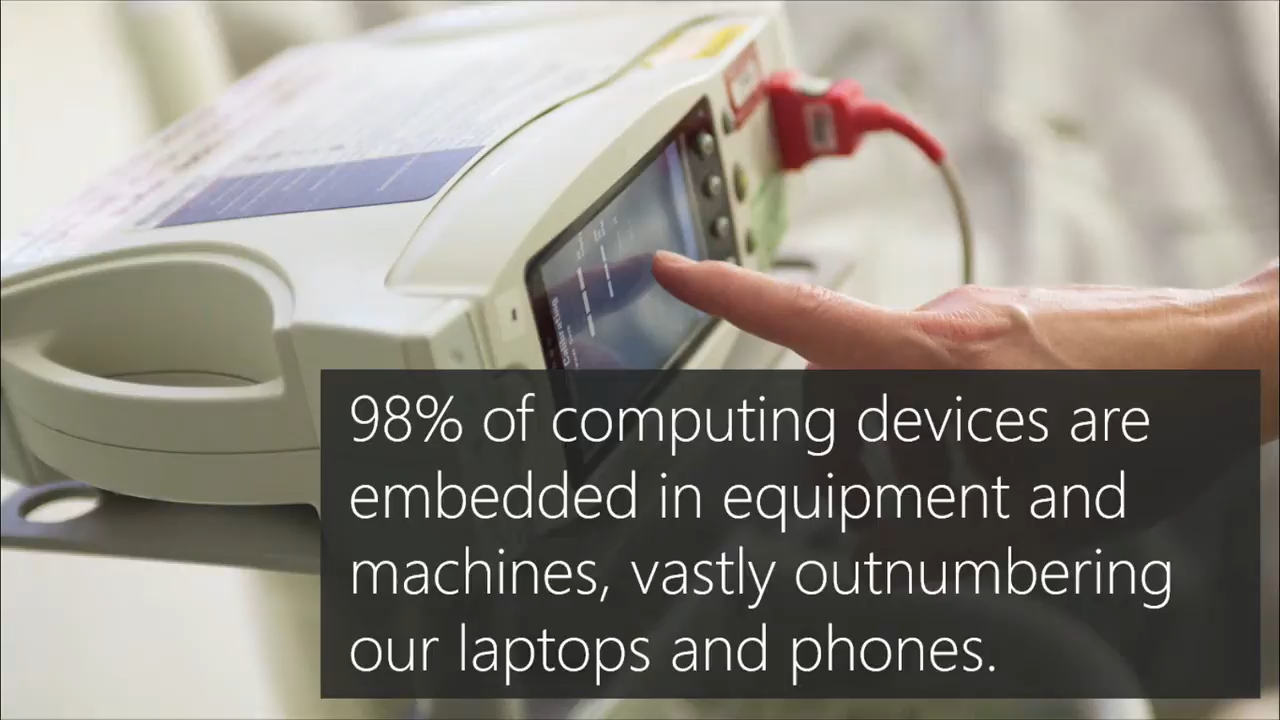 98% of computing devices are
embedded in equipment and
machines, vastly outnumbering
our laptops and phones.